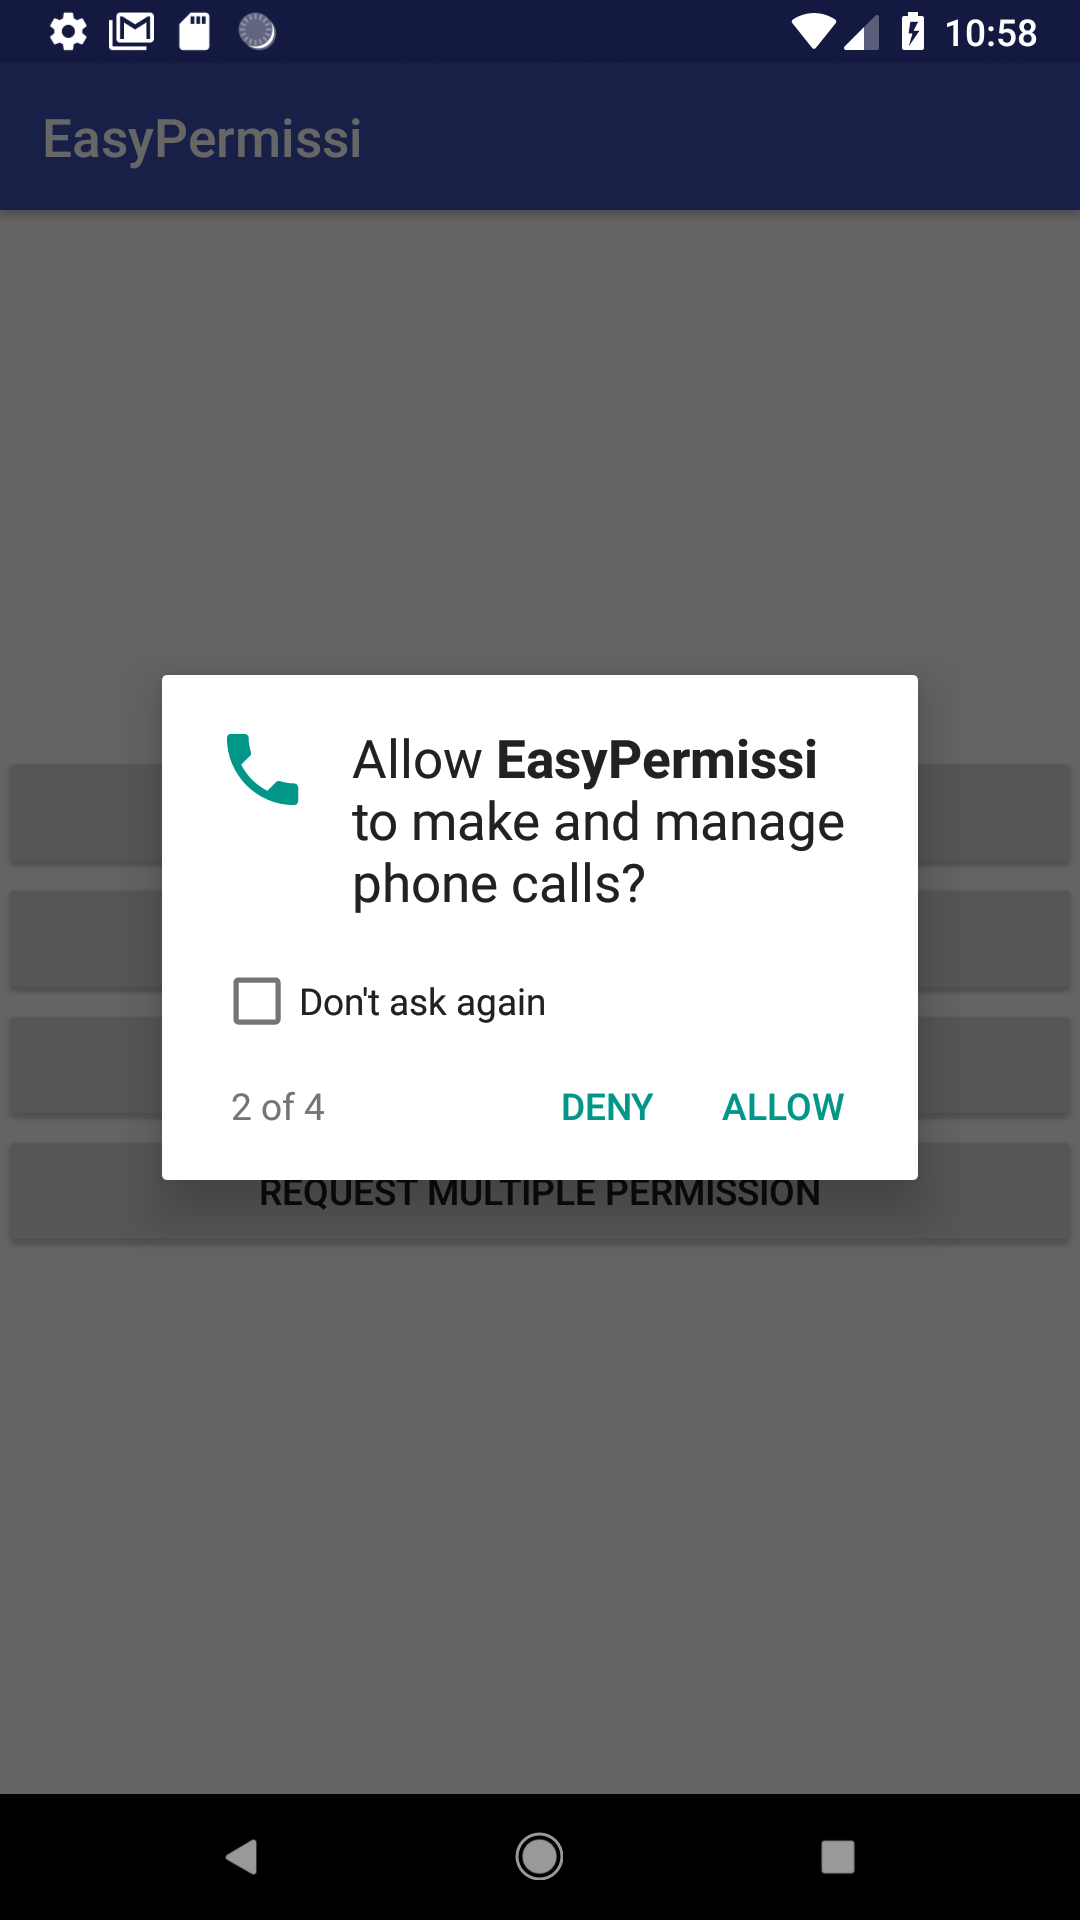 10:58
EasyPermissi
Allow EasyPermissi
to make and manage
phone calls?
Don't ask again
2 of 4 DENY ALLOW
REQUEST MULTIPLE PERMISSION